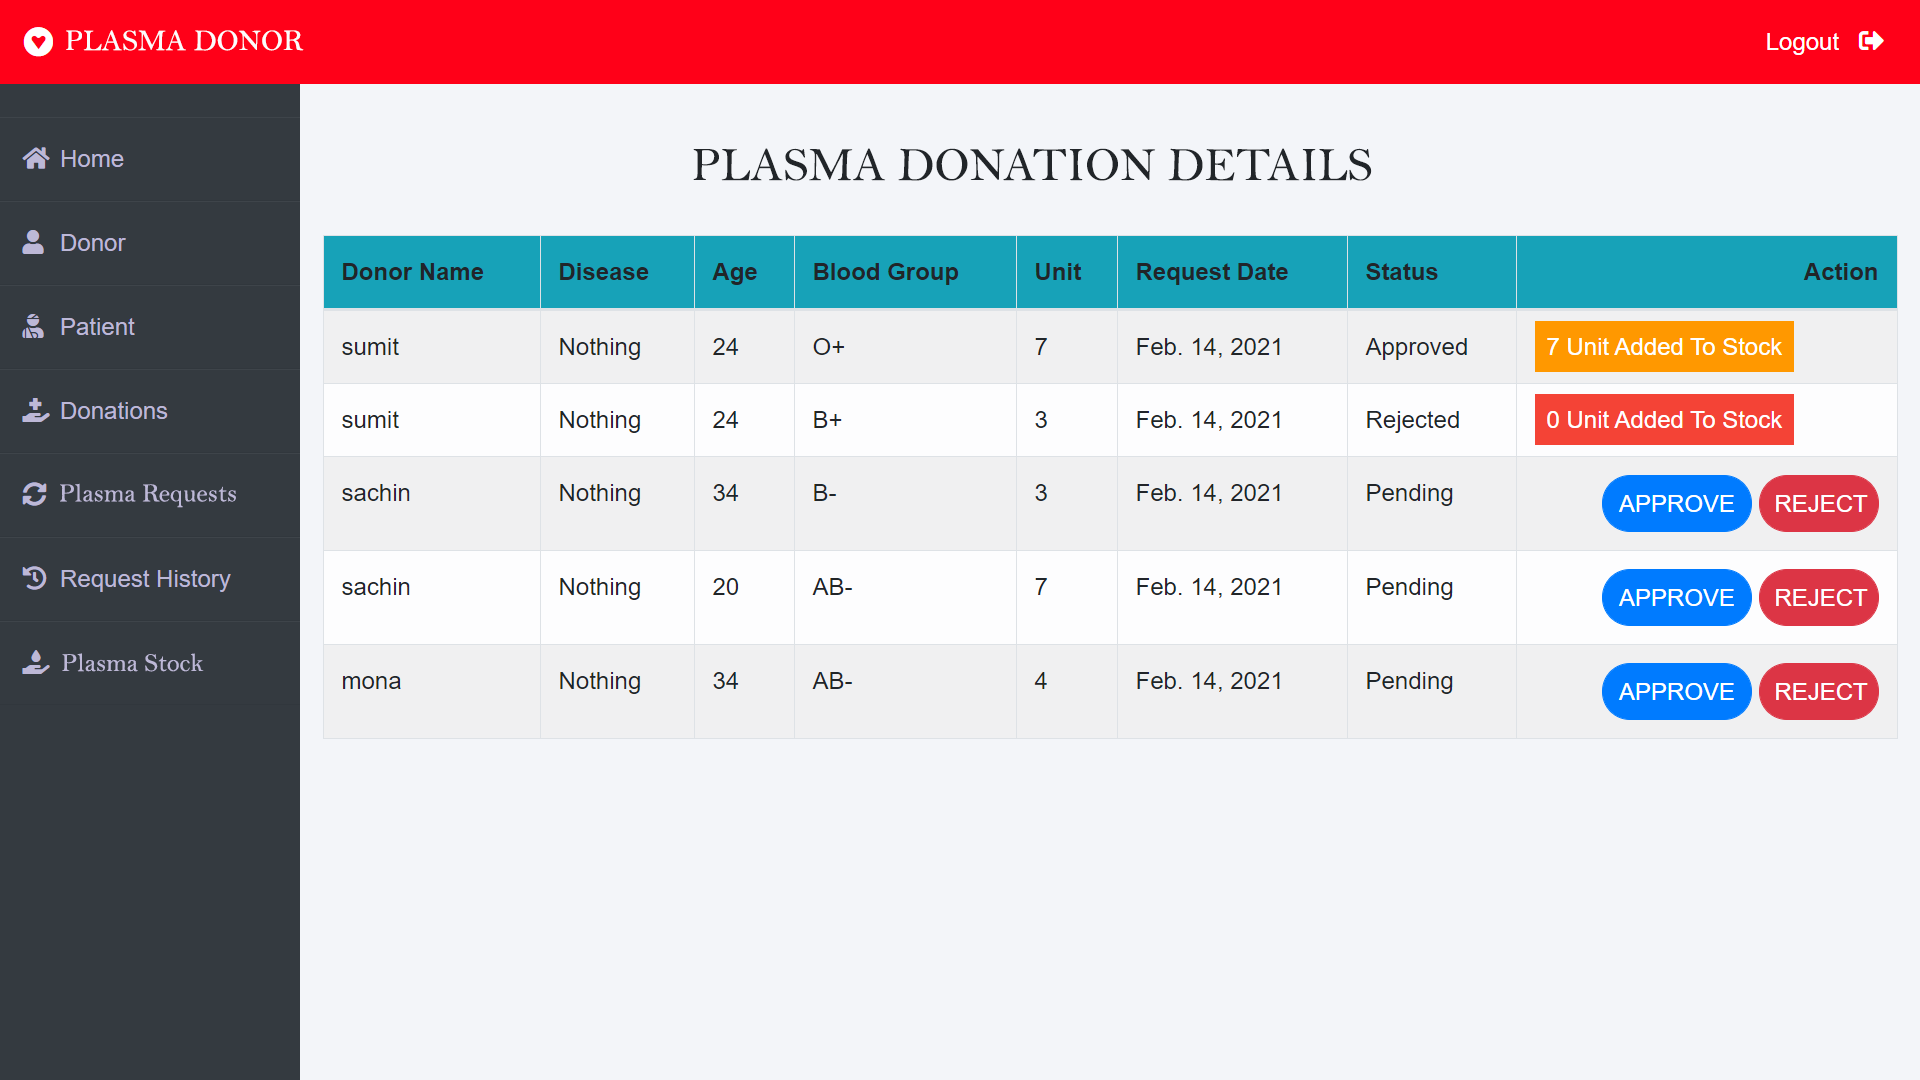 PLASMA DONOR
Logout
Home
Donor
Patient
Donations
Plasma Requests
Request History
Plasma Stock
PLASMA DONATION DETAILS
Donor Name Disease Age Blood Group Unit Request Date Status Action
sumit Nothing 24 O+ 7 Feb. 14, 2021 Approved 7 Unit Added To Stock
sumit Nothing 24 B+ 3 Feb. 14, 2021 Rejected 0 Unit Added To Stock
sachin Nothing 34 B- 3 Feb. 14, 2021 Pending APPROVE REJECT
sachin Nothing 20 AB- 7 Feb. 14, 2021 Pending APPROVE REJECT
mona Nothing 34 AB- 4 Feb. 14, 2021 Pending APPROVE REJECT